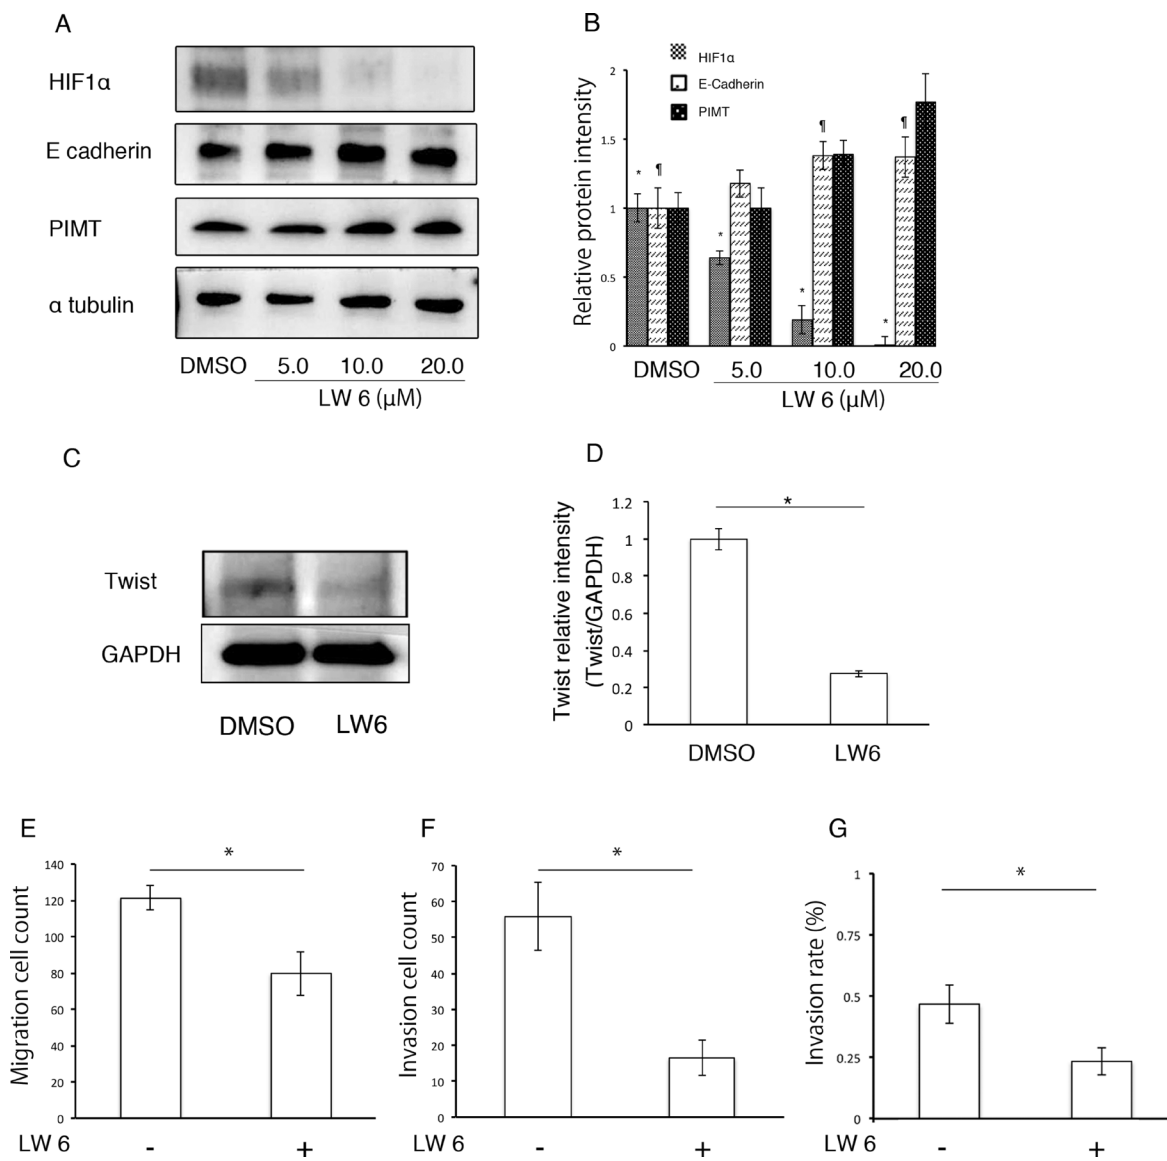 A
HIF1α
E cadherin
PIMT
α tubulin
DMSO 5.0 10.0 20.0
LW 6 (μM)
B
HIF1α
E-Cadherin
PIMT
Relative protein intensity
2
1.5
1
0.5
0
* ¶ * * ¶ * ¶
DMSO 5.0 10.0 20.0
LW 6 (μM)
C
Twist
GAPDH
DMSO LW6
D
Twist relative intensity
(Twist/GAPDH)
1.2
1
0.8
0.6
0.4
0.2
0
*
DMSO LW6
E
Migration cell count
140
120
100
80
60
40
20
0
*
LW 6 - +
F
Invasion cell count
70
60
50
40
30
20
10
0
*
- +
G
Invasion rate (%)
1
0.75
0.5
0.25
0
*
- +